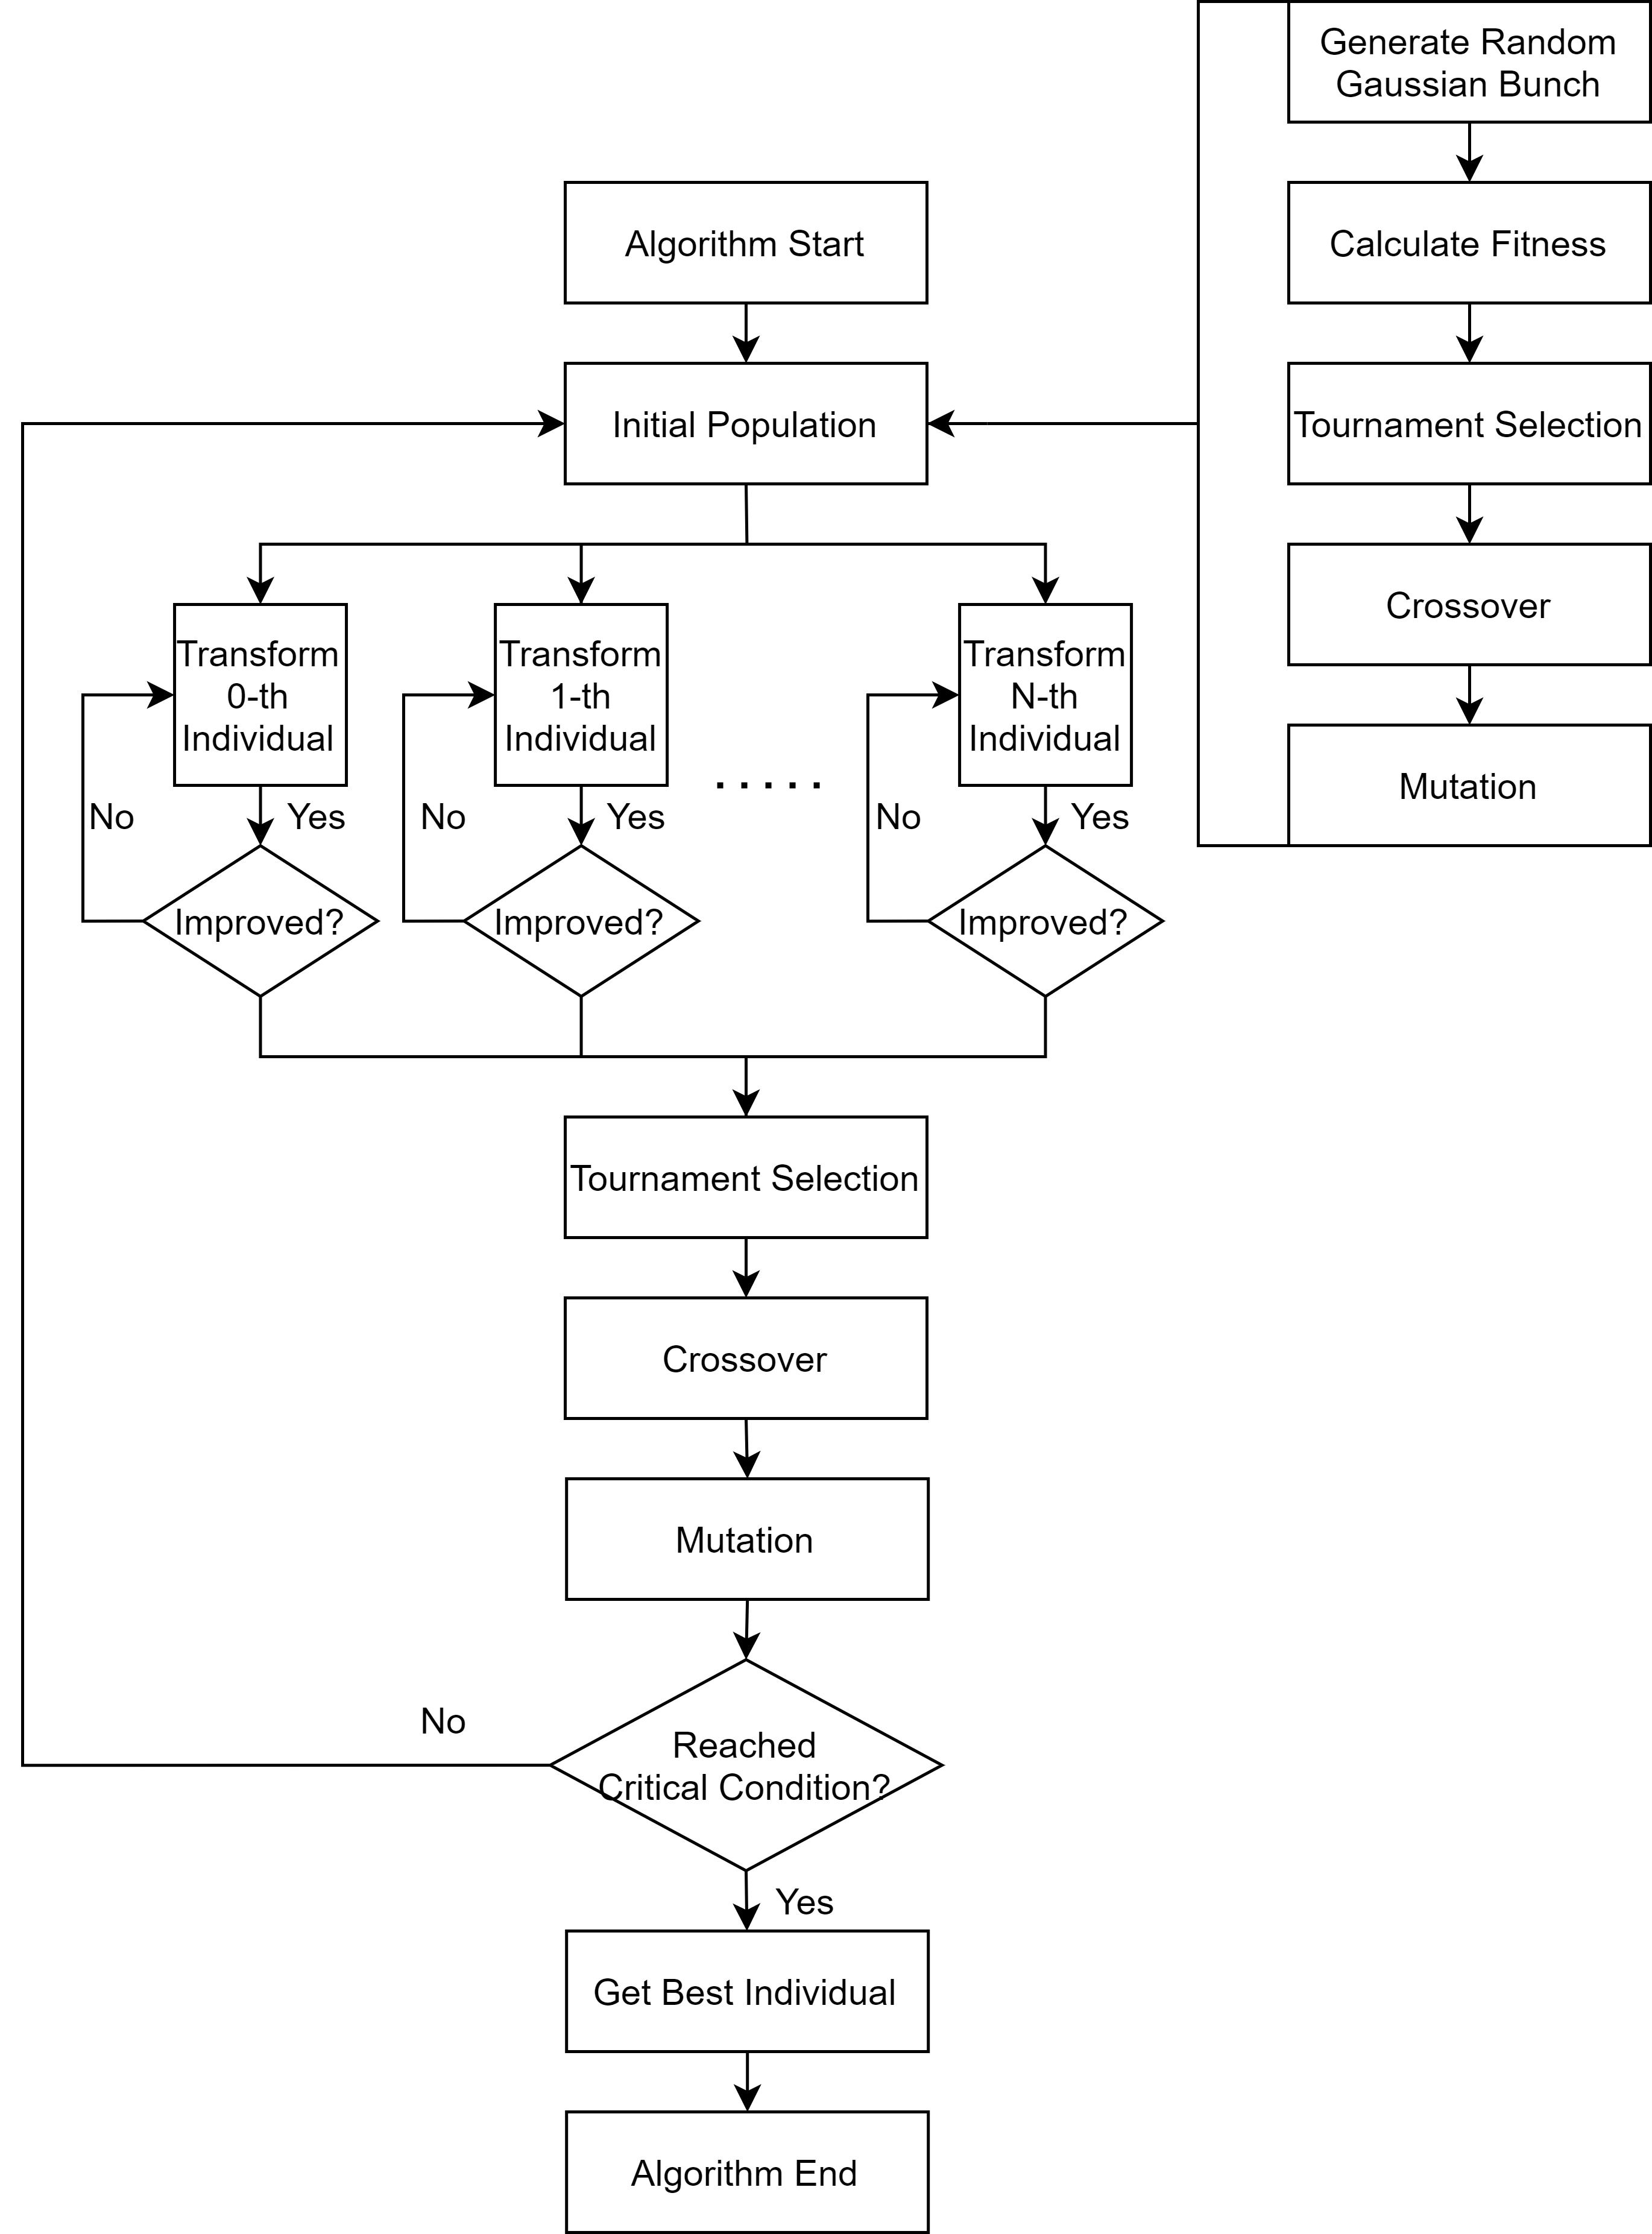 Generate Random
Gaussian Bunch
Algorithm Start
Calculate Fitness
Initial Population
Tournament Selection
Crossover
Transform
0-th
Individual
Transform
1-th
Individual
.....
Transform
N-th
Individual
Mutation
No
Yes
No
Yes
No
Yes
Improved?
Improved?
Improved?
Tournament Selection
Crossover
Mutation
No
Reached
Critical Condition?
Yes
Get Best Individual
Algorithm End